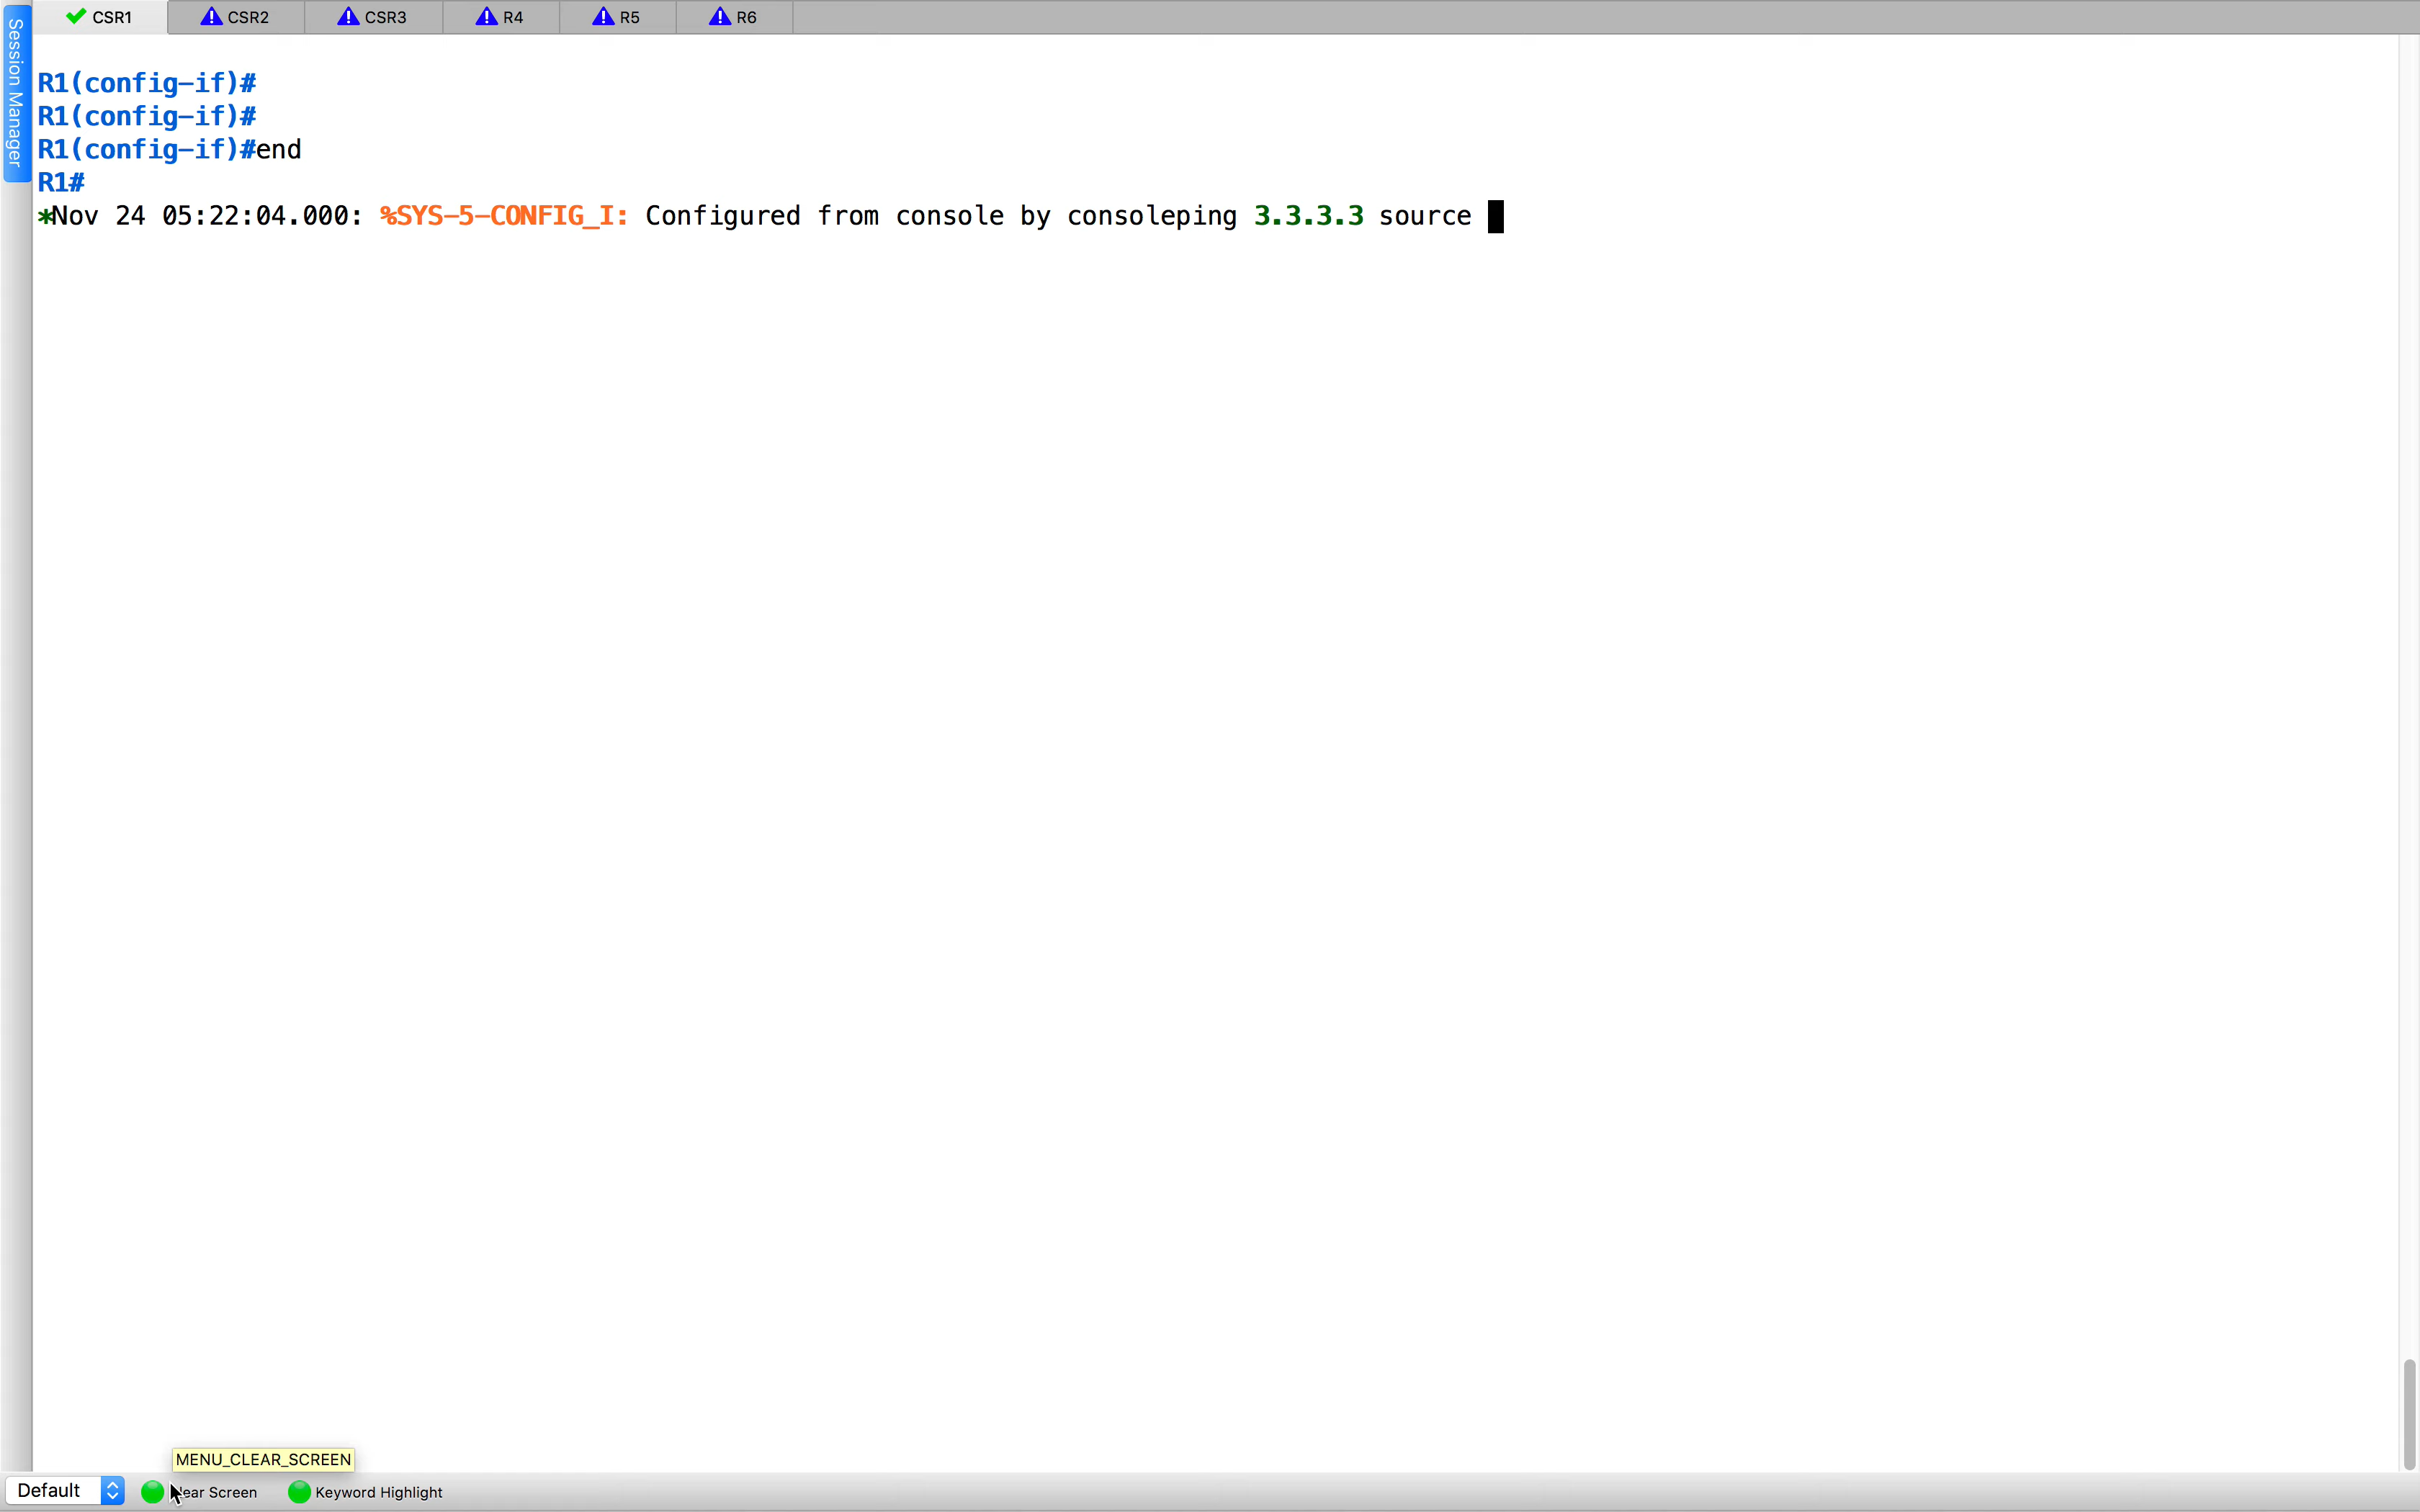 CSR1 CSR2 CSR3 R4 R5 R6
Session Manager
R1(config-if)#
R1(config-if)#
R1(config-if)#end
R1#
*Nov 24 05:22:04.000: %SYS-5-CONFIG_I: Configured from console by consoleping 3.3.3.3 source
MENU_CLEAR_SCREEN
Default ear Screen Keyword Highlight